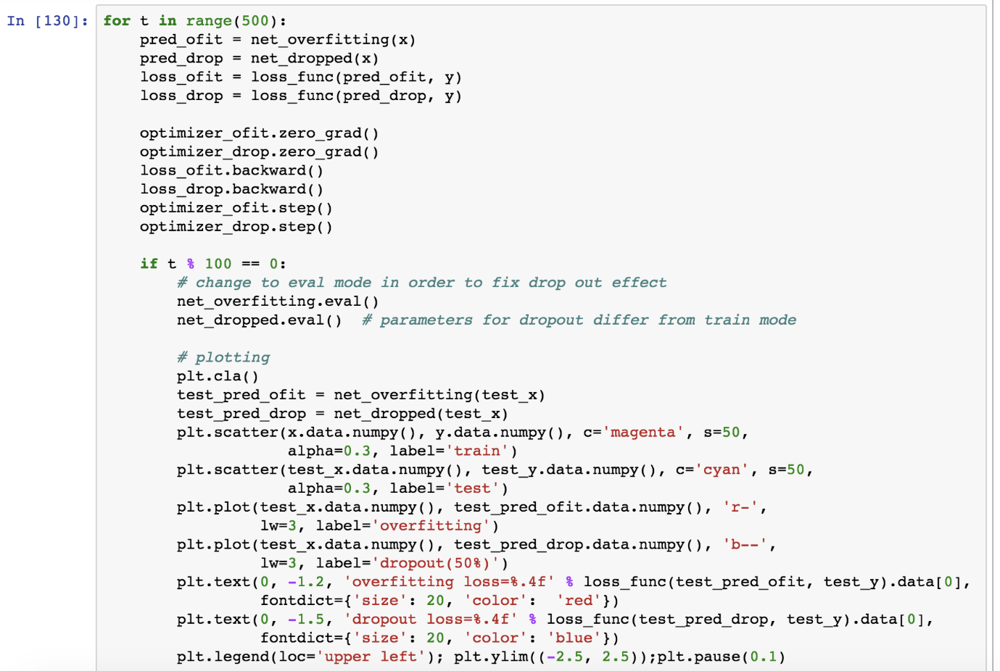 In [130]: for t in range(500):
    pred_ofit = net_overfitting(x)
    pred_drop = net_dropped(x)
    loss_ofit = loss_func(pred_ofit, y)
    loss_drop = loss_func(pred_drop, y)

    optimizer_ofit.zero_grad()
    optimizer_drop.zero_grad()
    loss_ofit.backward()
    loss_drop.backward()
    optimizer_ofit.step()
    optimizer_drop.step()

    if t % 100 == 0:
        # change to eval mode in order to fix drop out effect
        net_overfitting.eval()
        net_dropped.eval()  # parameters for dropout differ from train mode

        # plotting
        plt.cla()
        test_pred_ofit = net_overfitting(test_x)
        test_pred_drop = net_dropped(test_x)
        plt.scatter(x.data.numpy(), y.data.numpy(), c='magenta', s=50,
                    alpha=0.3, label='train')
        plt.scatter(test_x.data.numpy(), test_y.data.numpy(), c='cyan', s=50,
                    alpha=0.3, label='test')
        plt.plot(test_x.data.numpy(), test_pred_ofit.data.numpy(), 'r-',
                 lw=3, label='overfitting')
        plt.plot(test_x.data.numpy(), test_pred_drop.data.numpy(), 'b--',
                 lw=3, label='dropout(50%)')
        plt.text(0, -1.2, 'overfitting loss=%.4f' % loss_func(test_pred_ofit, test_y).data[0],
                 fontdict={'size': 20, 'color':  'red'})
        plt.text(0, -1.5, 'dropout loss=%.4f' % loss_func(test_pred_drop, test_y).data[0],
                 fontdict={'size': 20, 'color': 'blue'})
        plt.legend(loc='upper left'); plt.ylim((-2.5, 2.5));plt.pause(0.1)